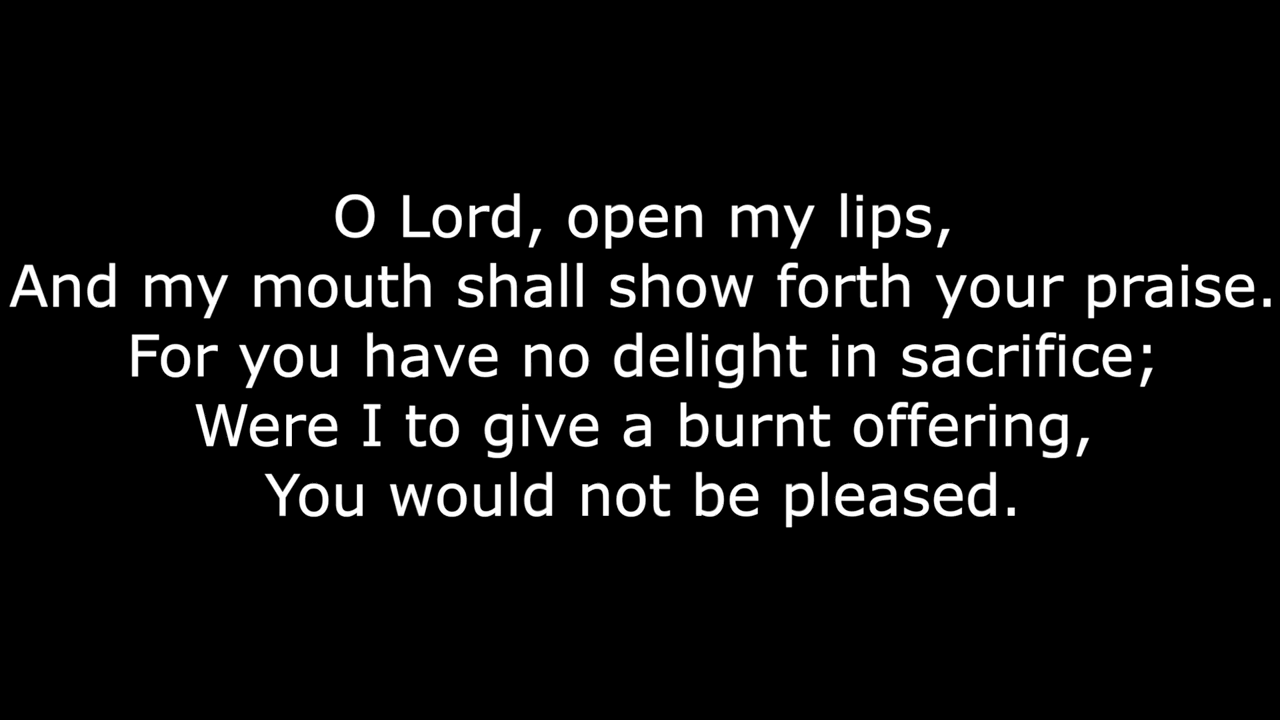 O Lord, open my lips,
And my mouth shall show forth your praise.
For you have no delight in sacrifice;
Were I to give a burnt offering,
You would not be pleased.